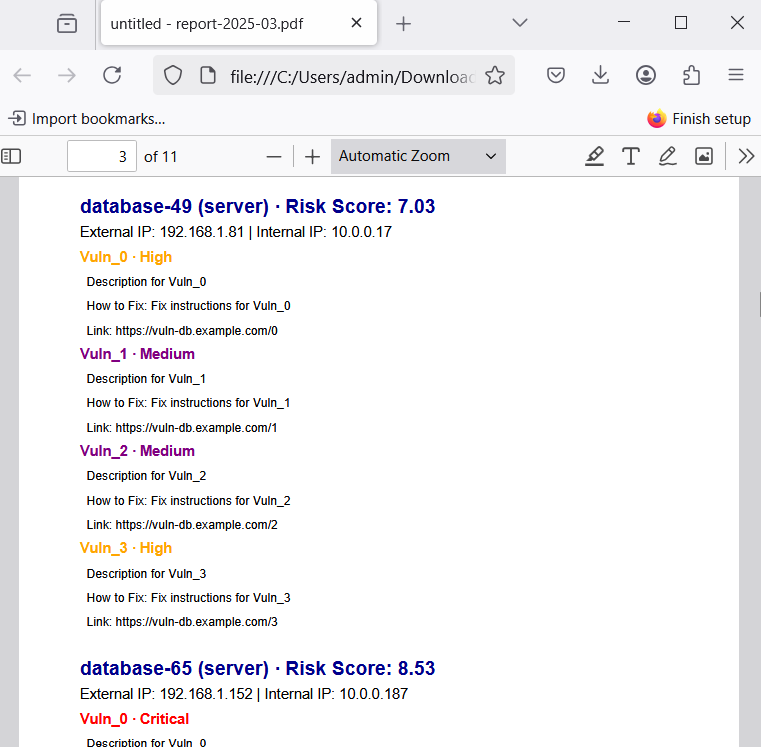 untitled - report-2025-03.pdf
file:///C:/Users/admin/Downloac
Import bookmarks...
Finish setup
3 of 11
Automatic Zoom
database-49 (server) · Risk Score: 7.03
External IP: 192.168.1.81 | Internal IP: 10.0.0.17
Vuln_0 · High
Description for Vuln_0
How to Fix: Fix instructions for Vuln_0
Link: https://vuln-db.example.com/0
Vuln_1 · Medium
Description for Vuln_1
How to Fix: Fix instructions for Vuln_1
Link: https://vuln-db.example.com/1
Vuln_2 · Medium
Description for Vuln_2
How to Fix: Fix instructions for Vuln_2
Link: https://vuln-db.example.com/2
Vuln_3 · High
Description for Vuln_3
How to Fix: Fix instructions for Vuln_3
Link: https://vuln-db.example.com/3
database-65 (server) · Risk Score: 8.53
External IP: 192.168.1.152 | Internal IP: 10.0.0.187
Vuln_0 · Critical
Description for Vuln_0